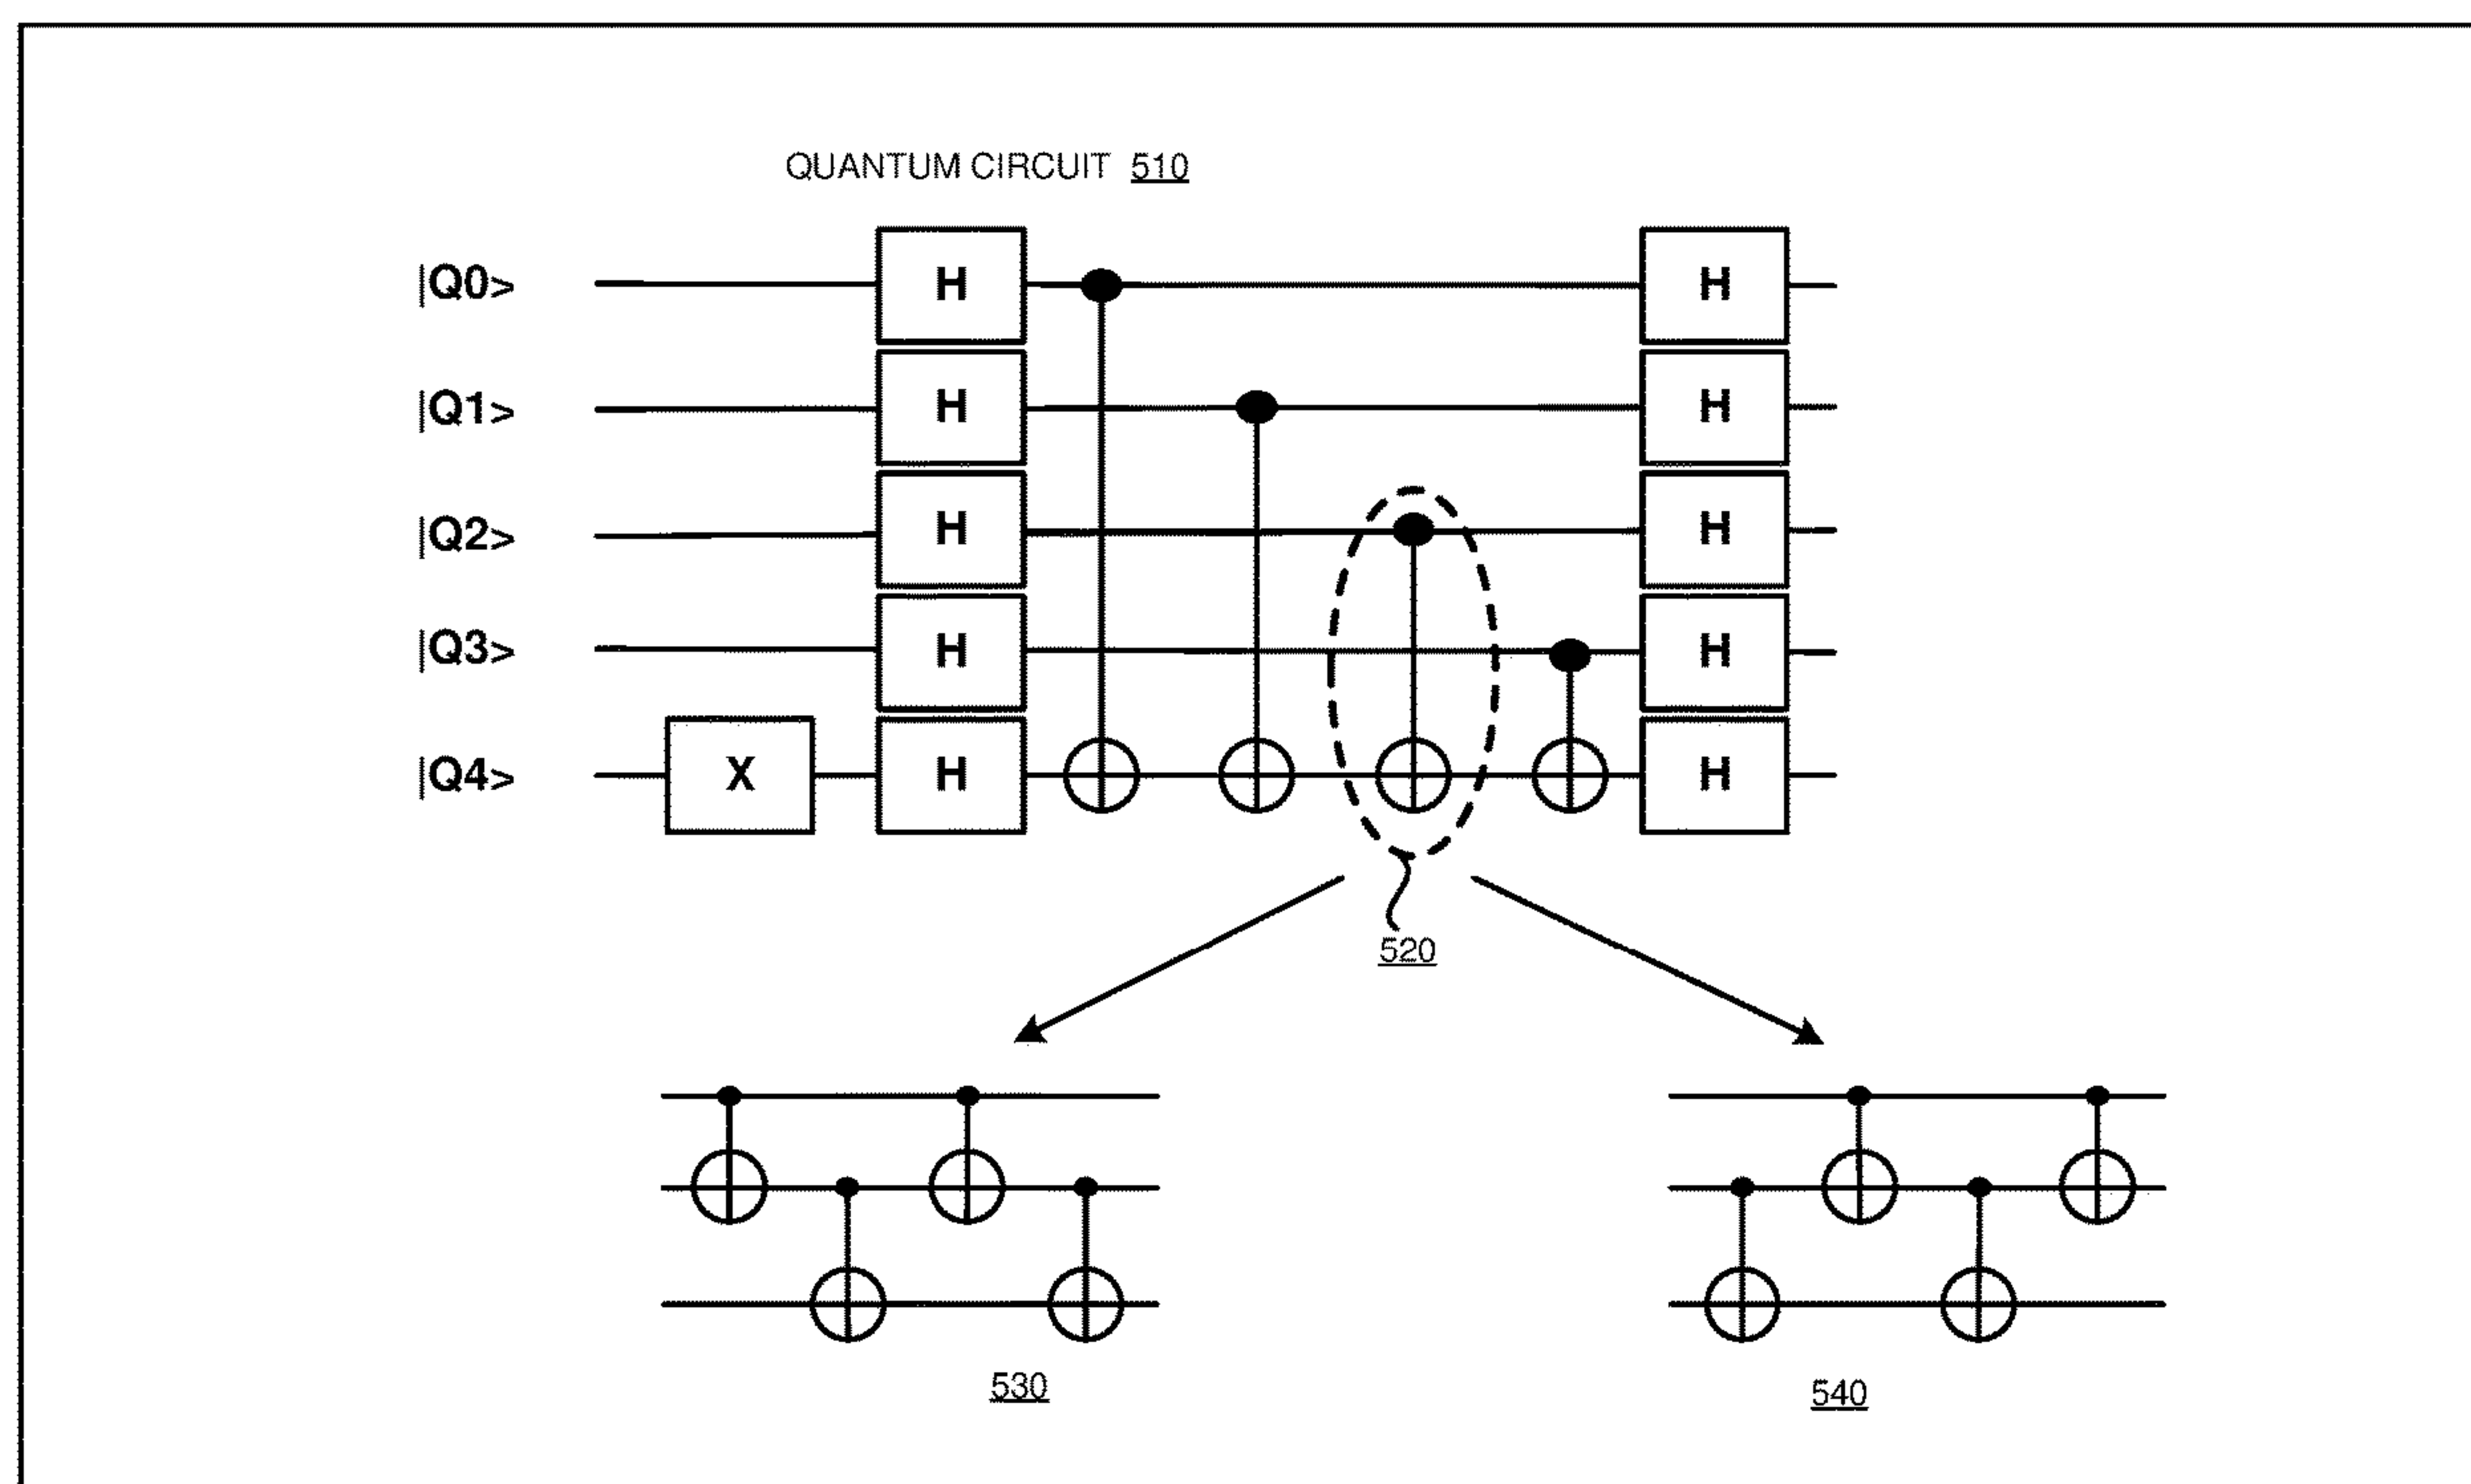 QUANTUM CIRCUIT 510
|Q0> H H
|Q1> H H
|Q2> H H
|Q3> H H
|Q4> X H H
520
530
540